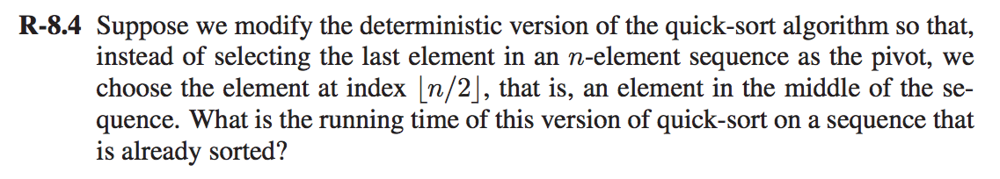 R-8.4 Suppose we modify the deterministic version of the quick-sort algorithm so that,
instead of selecting the last element in an n-element sequence as the pivot, we
choose the element at index ⌊n/2⌋, that is, an element in the middle of the se-
quence. What is the running time of this version of quick-sort on a sequence that
is already sorted?